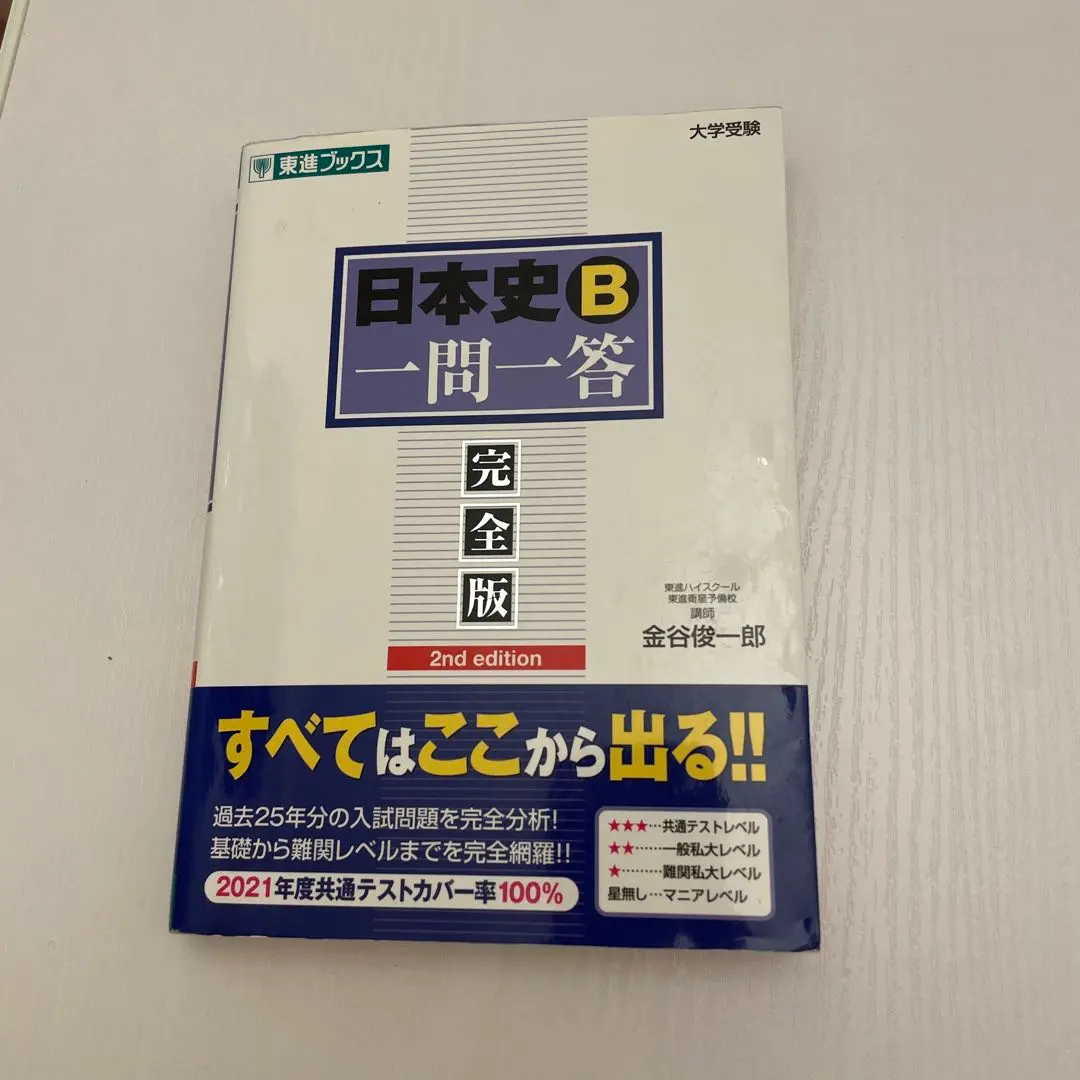 東進ブックス
大学受験
日本史B
一問一答
完全版
2nd edition
東進ハイスクール
東進衛星予備校
講師
金谷俊一郎
すべてはここから出る!!
過去25年分の入試問題を完全分析!
基礎から難関レベルまでを完全網羅!!
2021年度共通テストカバー率100%
★★★…共通テストレベル
★★……一般私大レベル
★………難関私大レベル
星無し…マニアレベル